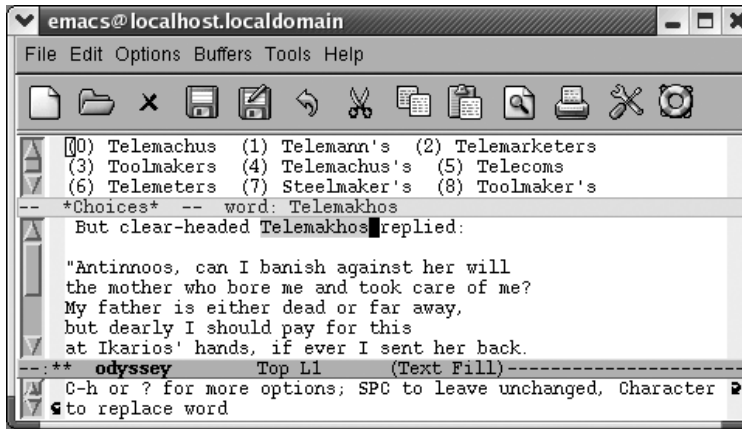 emacs@localhost.localdomain
File Edit Options Buffers Tools Help
(0) Telemachus (1) Telemann's (2) Telemarketers
(3) Toolmakers (4) Telemachus's (5) Telecoms
(6) Telemeters (7) Steelmaker's (8) Toolmaker's
-- *Choices* -- word: Telemakhos
But clear-headed Telemakhos replied:
"Antinnoos, can I banish against her will
the mother who bore me and took care of me?
My father is either dead or far away,
but dearly I should pay for this
at Ikarios' hands, if ever I sent her back.
--:** odyssey Top L1 (Text Fill)-----------------------
C-h or ? for more options; SPC to leave unchanged, Character
to replace word